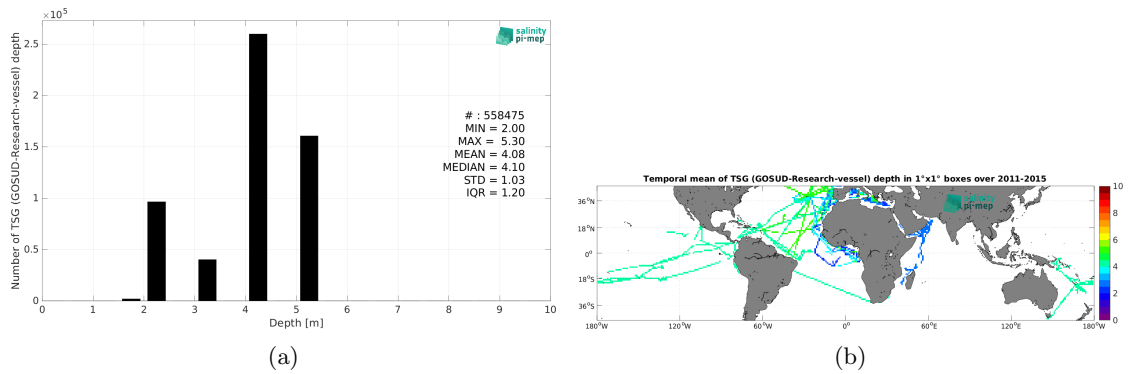 ×10⁵
2.5
2
1.5
1
0.5
0
0 1 2 3 4 5 6 7 8 9 10
Depth [m]
Number of TSG (GOSUD-Research-vessel) depth
salinity
pi-mep
# : 558475
MIN = 2.00
MAX = 5.30
MEAN = 4.08
MEDIAN = 4.10
STD = 1.03
IQR = 1.20
(a)
Temporal mean of TSG (GOSUD-Research-vessel) depth in 1°x1° boxes over 2011-2015
salinity
pi-mep
36°N
18°N
0°
18°S
36°S
180°W 120°W 60°W 0° 60°E 120°E 180°E
10
8
6
4
2
0
(b)